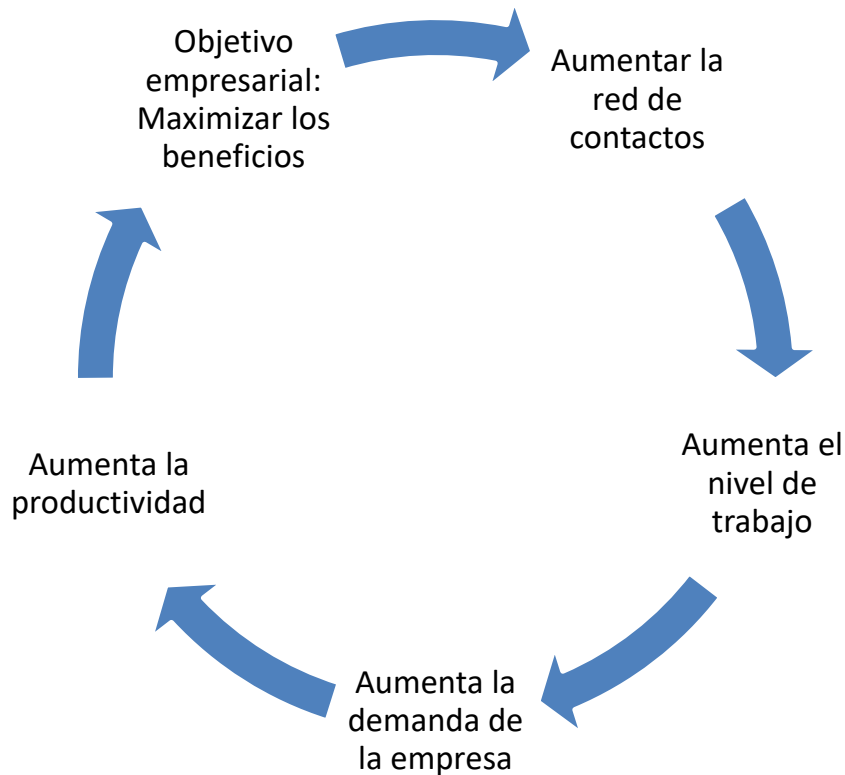 Objetivo
empresarial:
Maximizar los
beneficios
Aumentar la
red de
contactos
Aumenta el
nivel de
trabajo
Aumenta la
demanda de
la empresa
Aumenta la
productividad